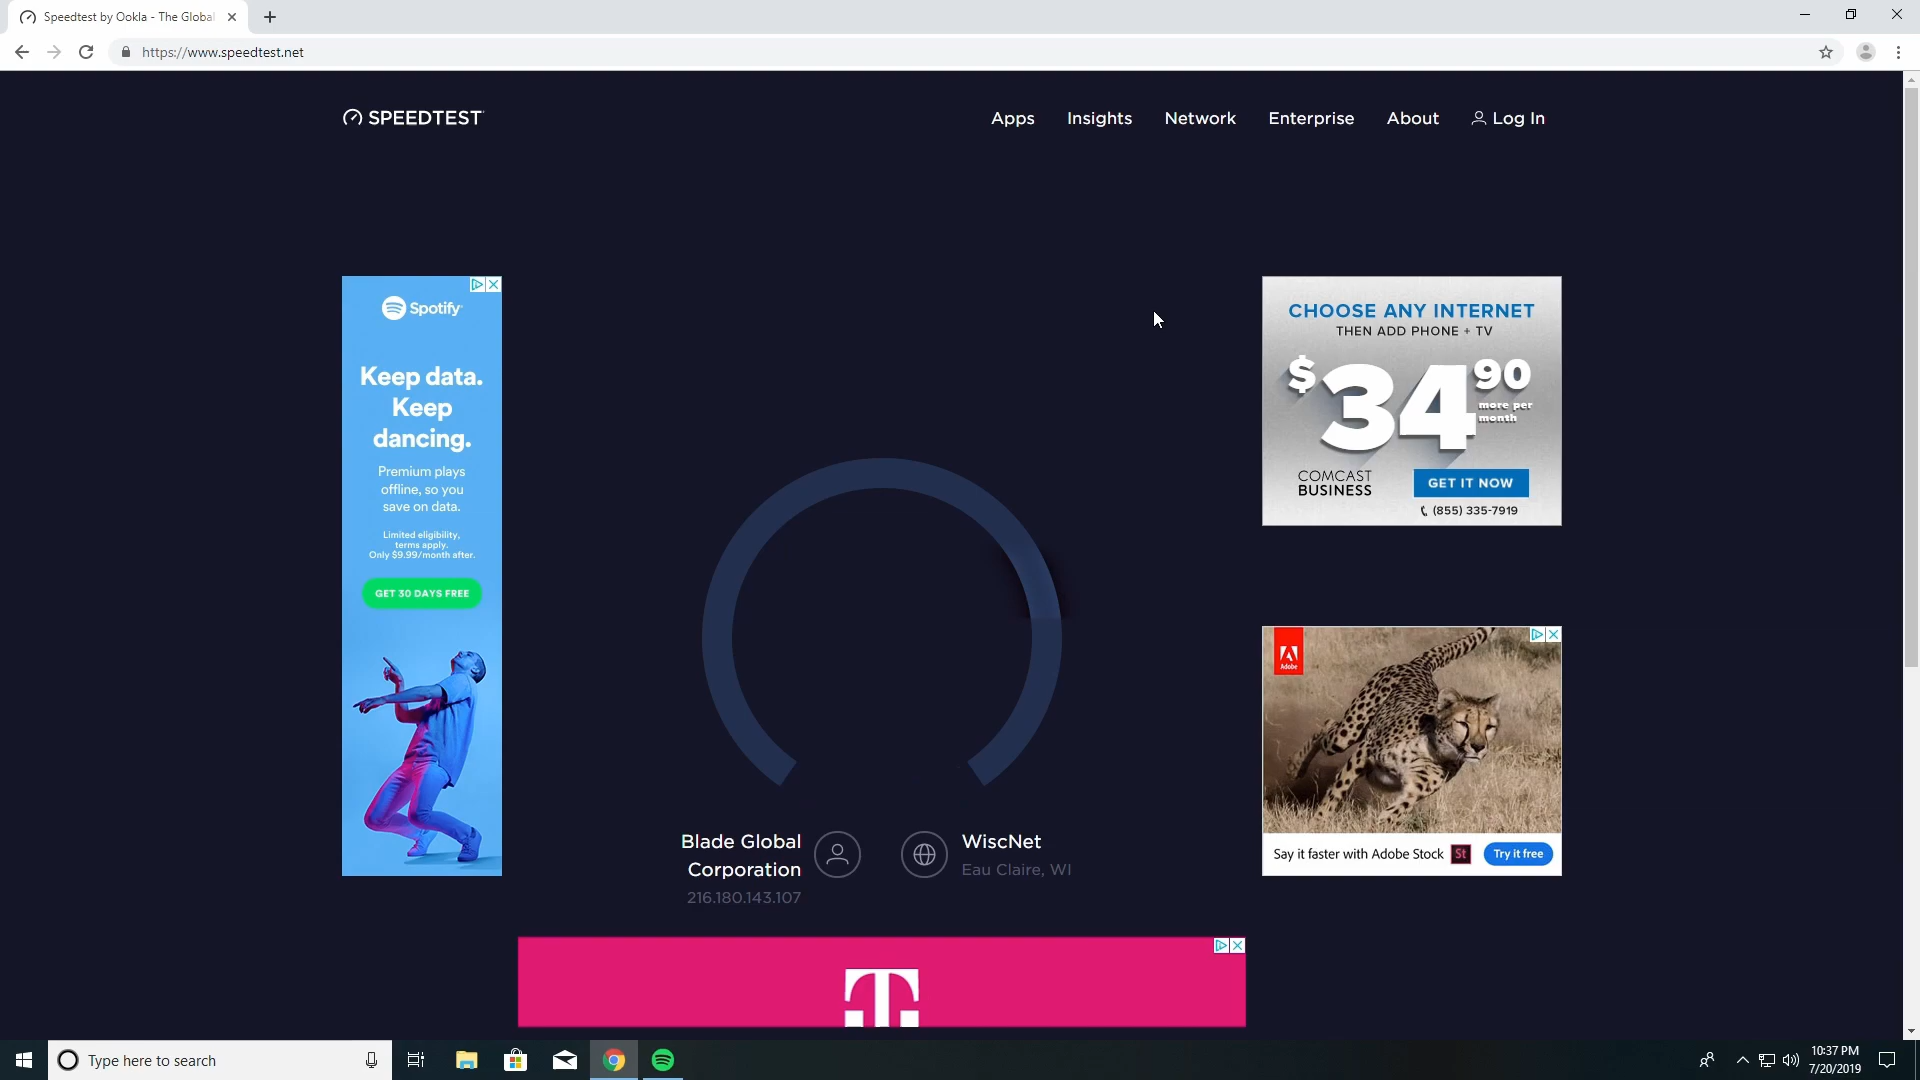 Speedtest by Ookla - The Global
https://www.speedtest.net
SPEEDTEST
Apps
Insights
Network
Enterprise
About
Log In
Spotify
Keep data.
Keep
dancing.
Premium plays
offline, so you
save on data.
Limited eligibility,
terms apply.
Only $9.99/month after.
GET 30 DAYS FREE
CHOOSE ANY INTERNET
THEN ADD PHONE + TV
$34 90
more per
month
COMCAST
BUSINESS
GET IT NOW
(855) 335-7919
Adobe
Say it faster with Adobe Stock
St
Try it free
Blade Global
Corporation
216.180.143.107
WiscNet
Eau Claire, WI
T
Type here to search
10:37 PM
7/20/2019